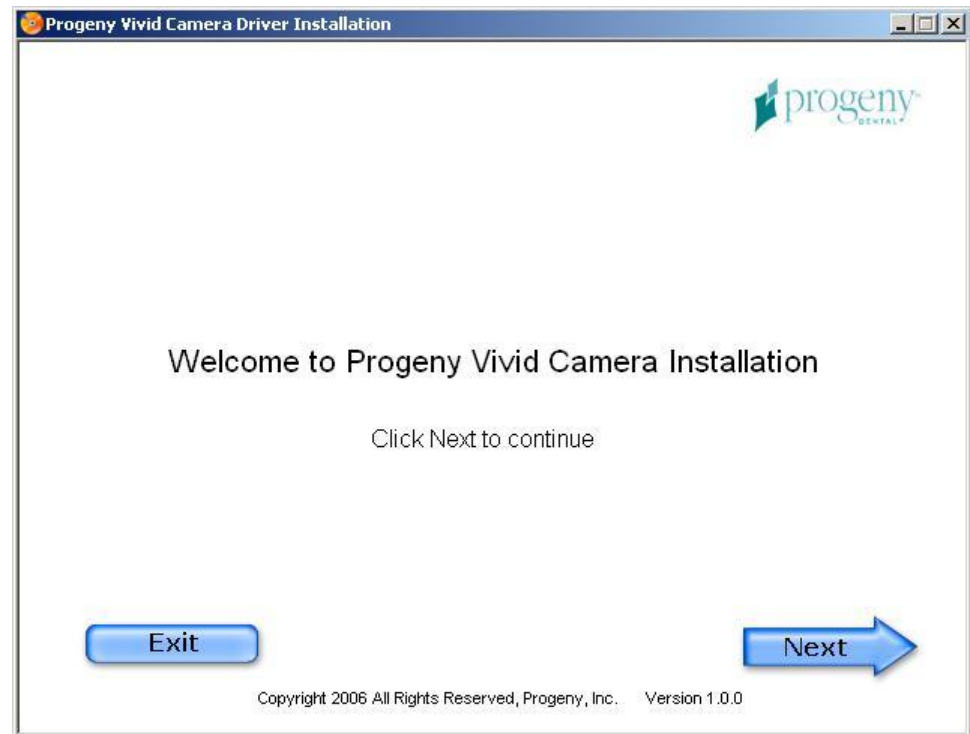 Progeny Vivid Camera Driver Installation
progeny™
DENTAL
Welcome to Progeny Vivid Camera Installation
Click Next to continue
Exit
Next
Copyright 2006 All Rights Reserved, Progeny, Inc. Version 1.0.0